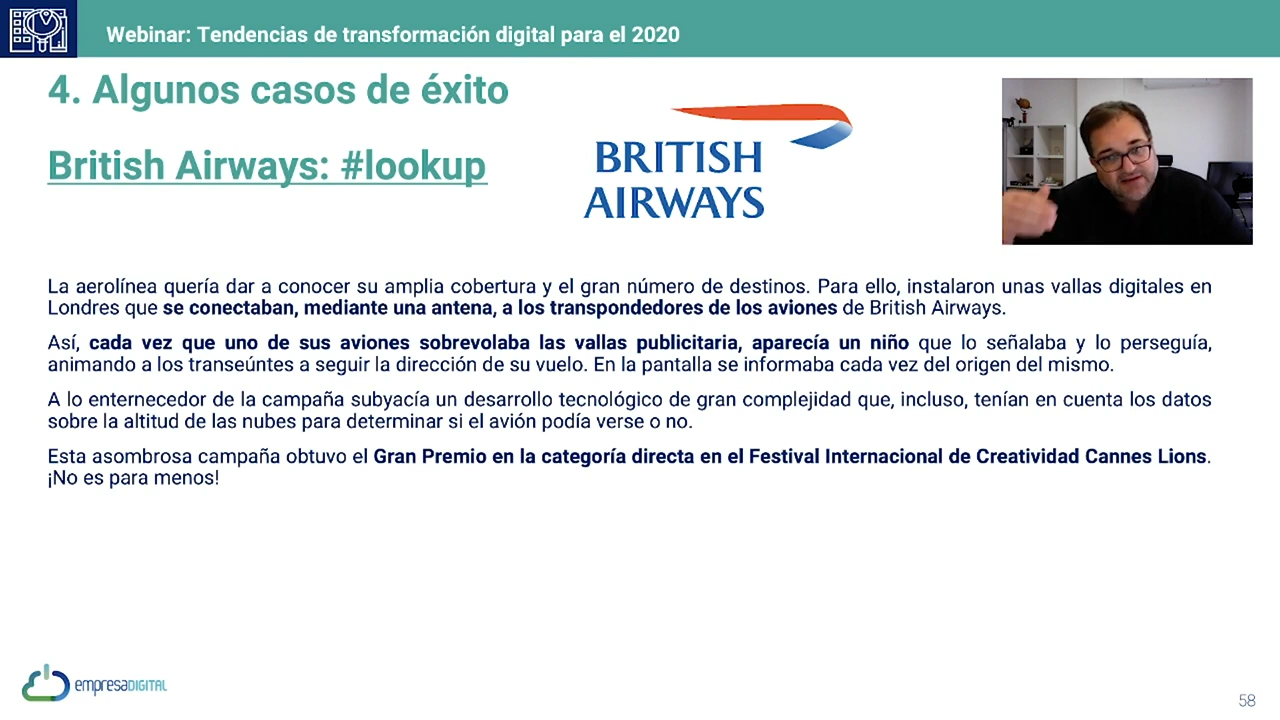 Webinar: Tendencias de transformación digital para el 2020
4. Algunos casos de éxito
British Airways: #lookup
BRITISH
AIRWAYS
La aerolínea quería dar a conocer su amplia cobertura y el gran número de destinos. Para ello, instalaron unas vallas digitales en
Londres que se conectaban, mediante una antena, a los transpondedores de los aviones de British Airways.
Así, cada vez que uno de sus aviones sobrevolaba las vallas publicitaria, aparecía un niño que lo señalaba y lo perseguía,
animando a los transeúntes a seguir la dirección de su vuelo. En la pantalla se informaba cada vez del origen del mismo.
A lo enternecedor de la campaña subyacía un desarrollo tecnológico de gran complejidad que, incluso, tenían en cuenta los datos
sobre la altitud de las nubes para determinar si el avión podía verse o no.
Esta asombrosa campaña obtuvo el Gran Premio en la categoría directa en el Festival Internacional de Creatividad Cannes Lions.
¡No es para menos!
empresaDIGITAL
58